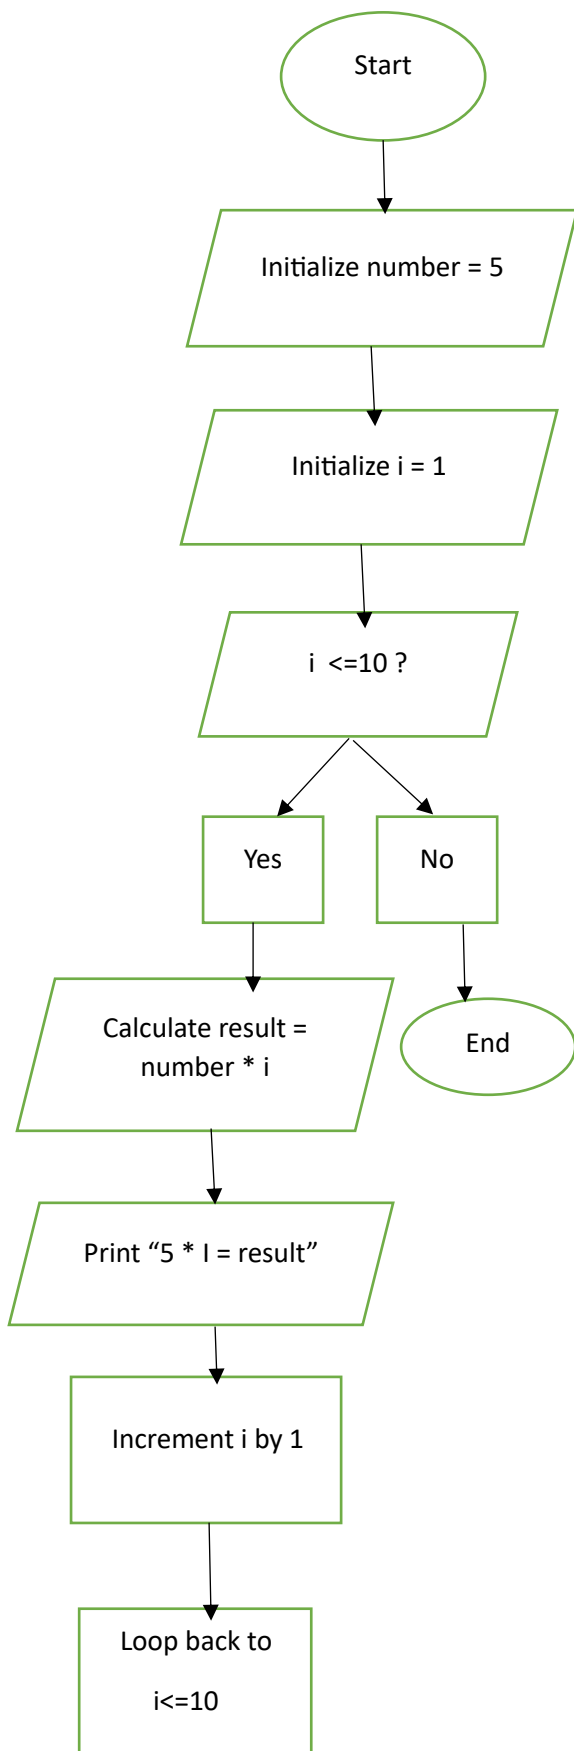 Start
Initialize number = 5
Initialize i = 1
i  <=10 ?
Yes
No
Calculate result =
number * i
End
Print “5 * I = result”
Increment i by 1
Loop back to
i<=10